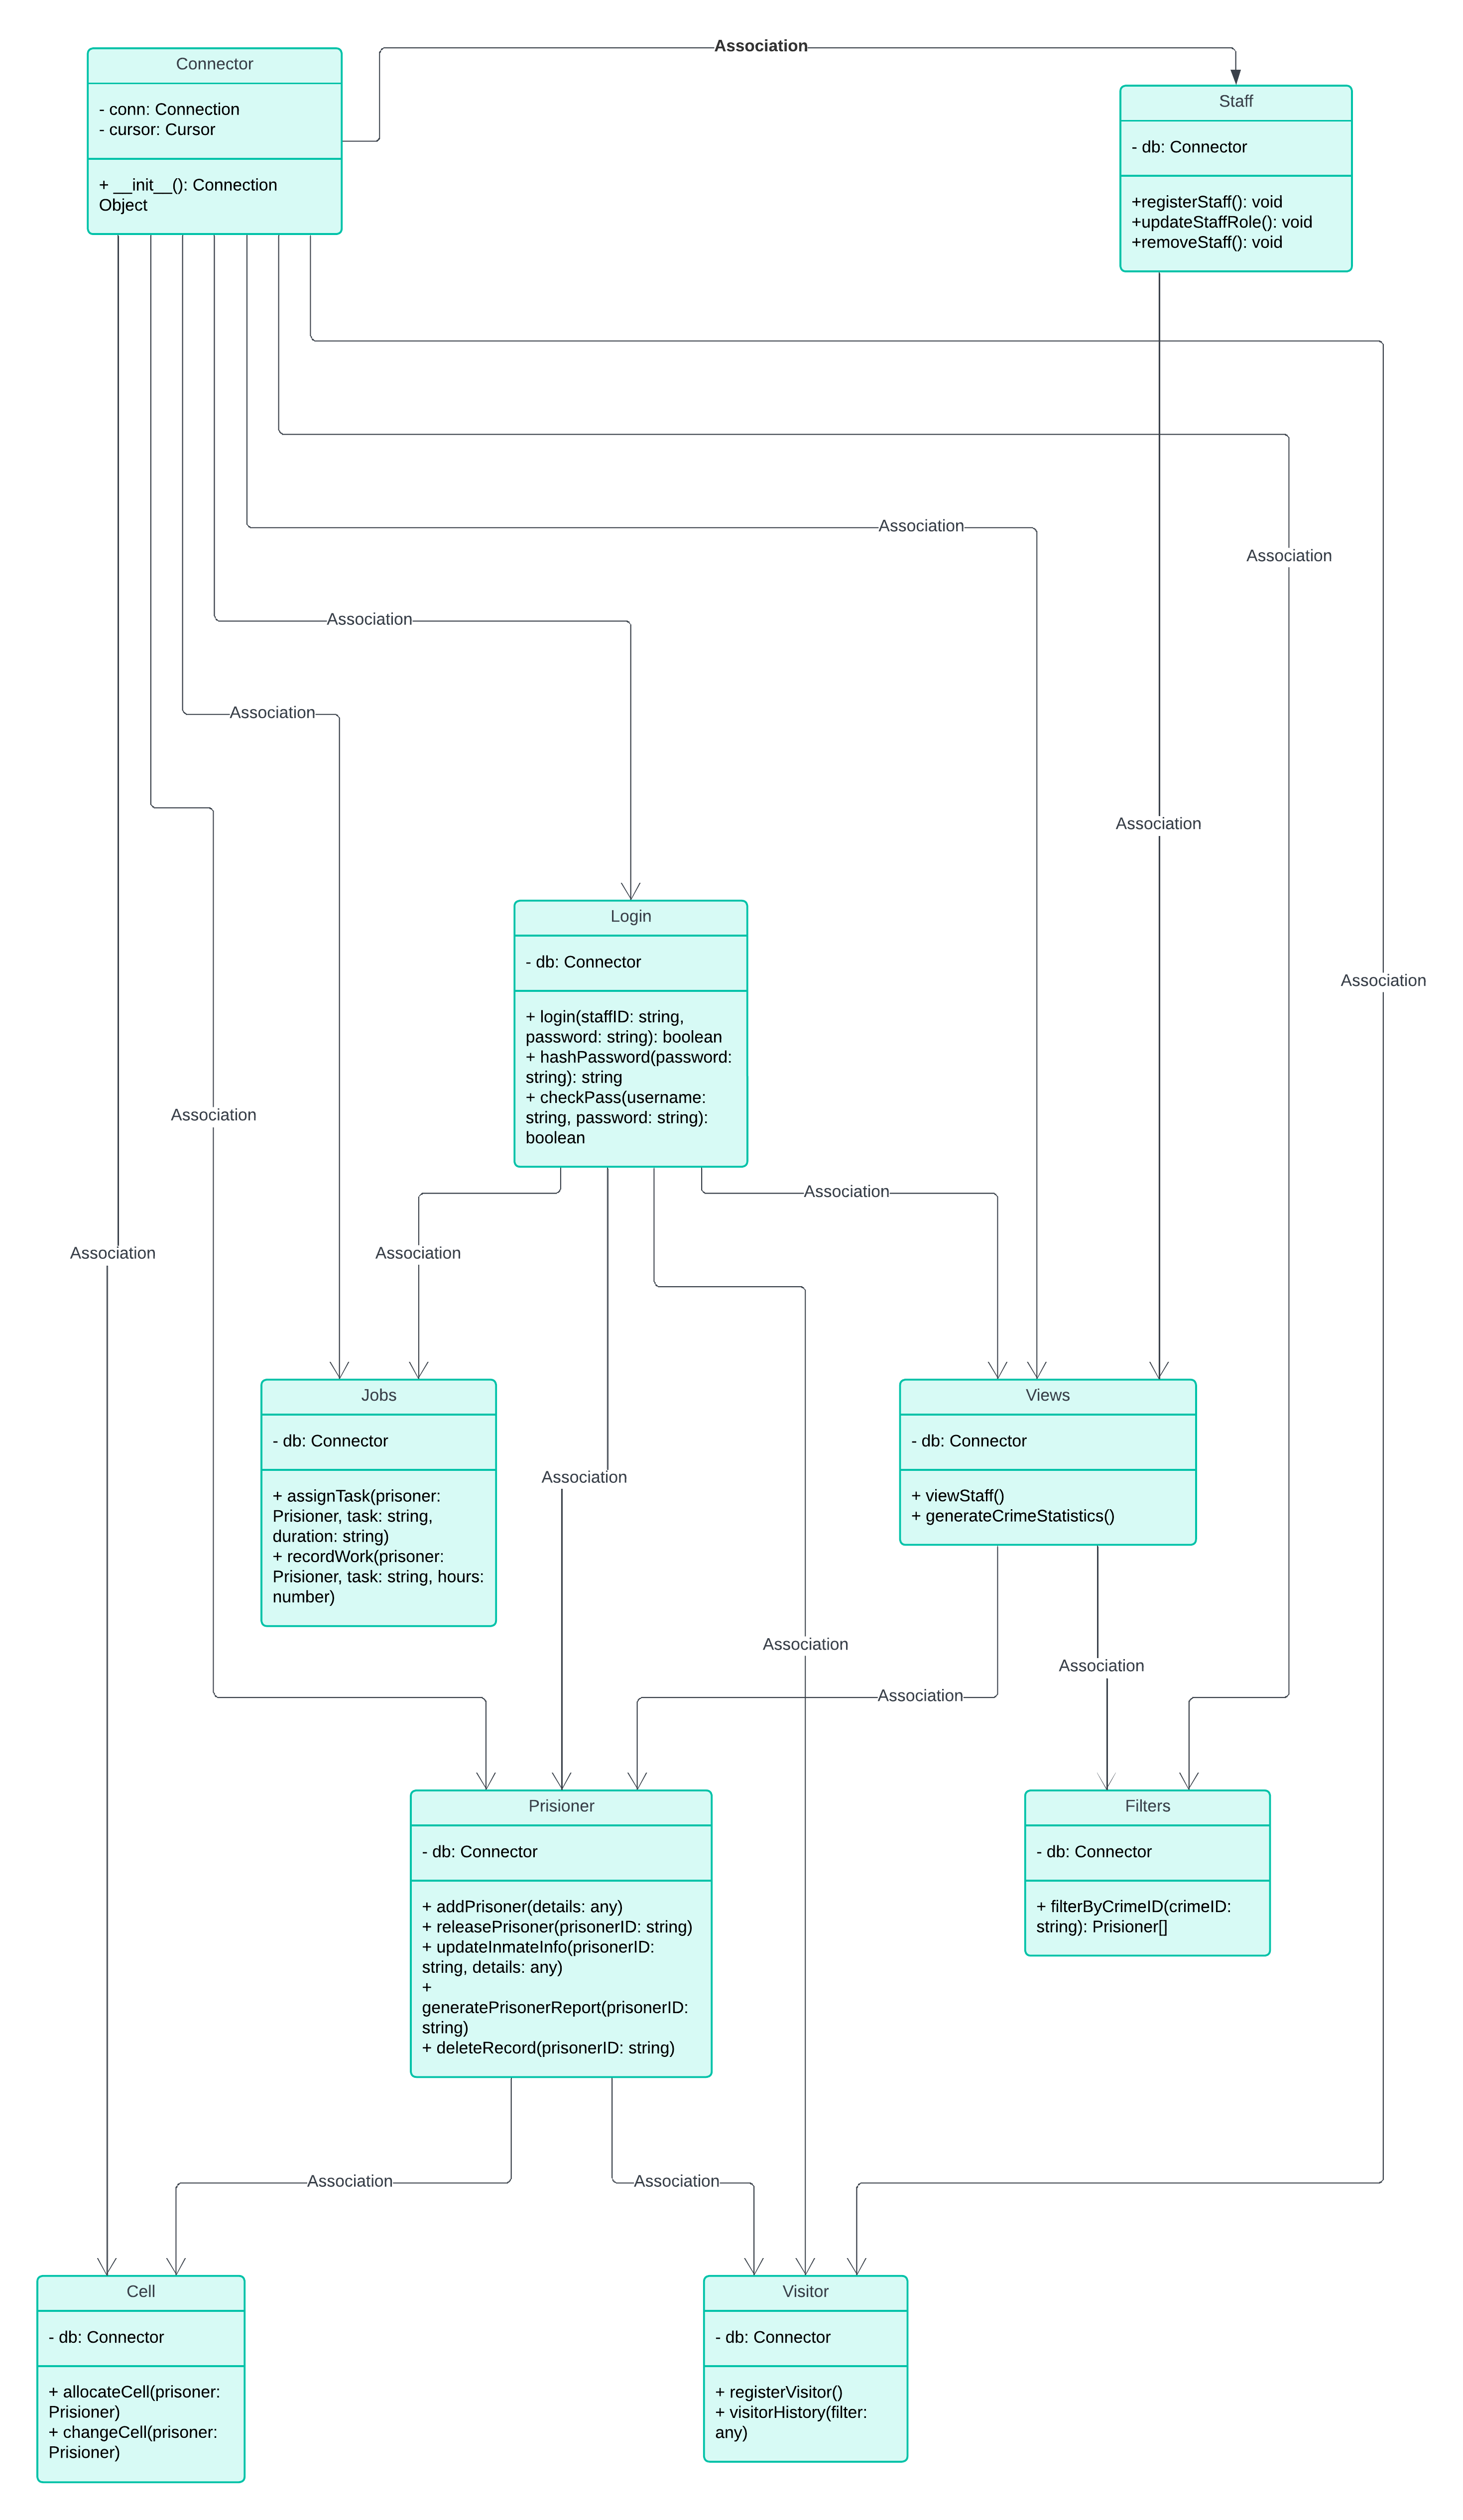 Association
Connector
- conn: Connection
- cursor: Cursor
+ __init__(): Connection
Object
Staff
- db: Connector
+registerStaff(): void
+updateStaffRole(): void
+removeStaff(): void
Association
Association
Association
Association
Association
Association
Association
Association
Login
- db: Connector
+ login(staffID: string,
password: string): boolean
+ hashPassword(password:
string): string
+ checkPass(username:
string, password: string):
boolean
Association
Association
Jobs
- db: Connector
+ assignTask(prisoner:
Prisioner, task: string,
duration: string)
+ recordWork(prisoner:
Prisioner, task: string, hours:
number)
Association
Views
- db: Connector
+ viewStaff()
+ generateCrimeStatistics()
Association
Association
Association
Prisioner
- db: Connector
+ addPrisoner(details: any)
+ releasePrisoner(prisonerID: string)
+ updateInmateInfo(prisonerID:
string, details: any)
+
generatePrisonerReport(prisonerID:
string)
+ deleteRecord(prisonerID: string)
Filters
- db: Connector
+ filterByCrimeID(crimeID:
string): Prisioner[]
Association
Association
Cell
- db: Connector
+ allocateCell(prisoner:
Prisioner)
+ changeCell(prisoner:
Prisioner)
Visitor
- db: Connector
+ registerVisitor()
+ visitorHistory(filter:
any)